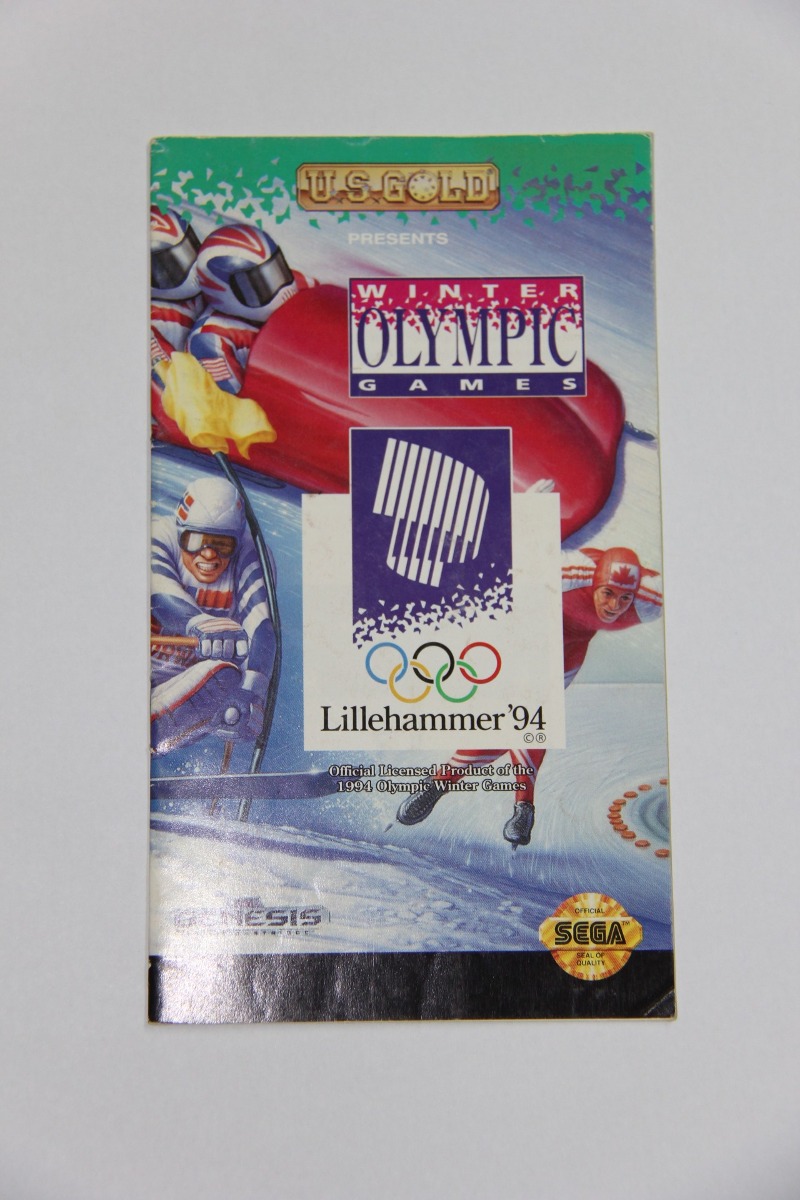 U.S. GOLD
PRESENTS
WINTER
OLYMPIC
GAMES
Lillehammer '94
©®
Official Licensed Product of the
1994 Olympic Winter Games
GENESIS
OFFICIAL
SEGA™
SEAL OF
QUALITY